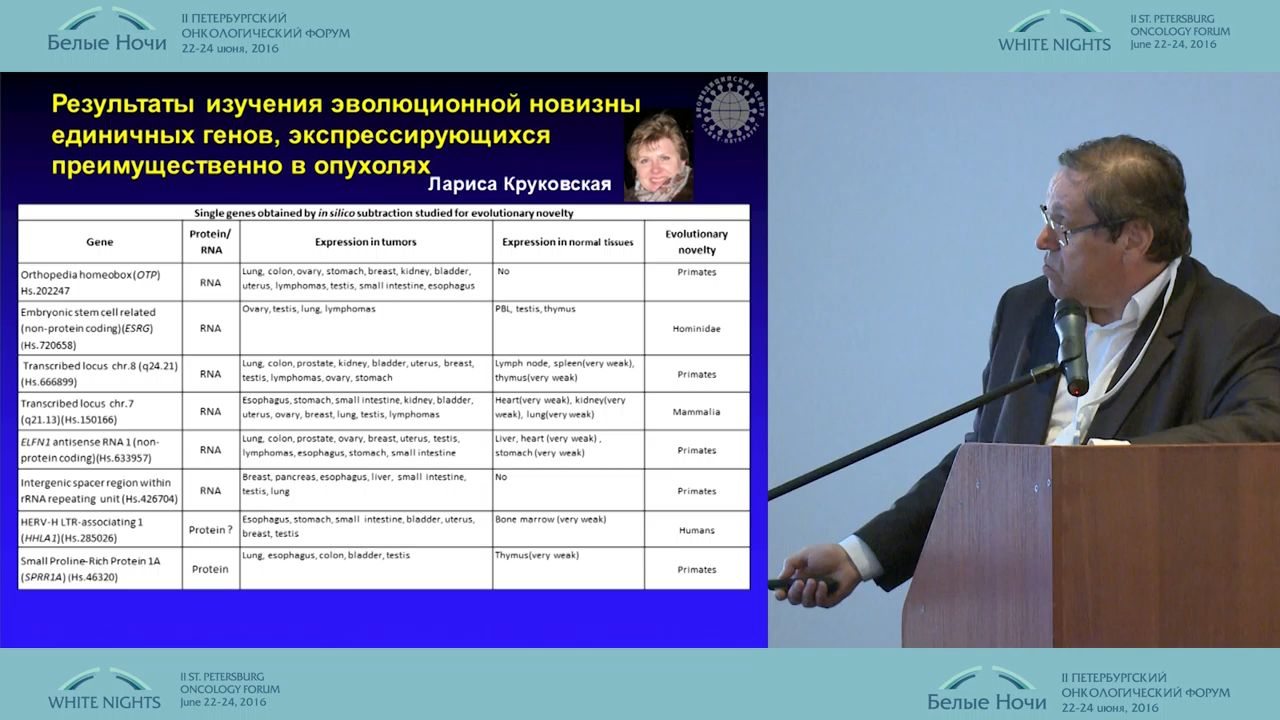 Белые Ночи
II ПЕТЕРБУРГСКИЙ
ОНКОЛОГИЧЕСКИЙ ФОРУМ
22-24 июня, 2016
WHITE NIGHTS
II ST. PETERSBURG
ONCOLOGY FORUM
June 22-24, 2016
Результаты изучения эволюционной новизны
единичных генов, экспрессирующихся
преимущественно в опухолях
Лариса Круковская
Single genes obtained by in silico subtraction studied for evolutionary novelty
Gene
Protein/
RNA
Expression in tumors
Expression in normal tissues
Evolutionary
novelty
Orthopedia homeobox (OTP)
Hs.202247
RNA
Lung, colon, ovary, stomach, breast, kidney, bladder,
uterus, lymphomas, testis, small intestine, esophagus
No
Primates
Embryonic stem cell related
(non-protein coding)(ESRG)
(Hs.720658)
RNA
Ovary, testis, lung, lymphomas
PBL, testis, thymus
Hominidae
Transcribed locus chr.8 (q24.21)
(Hs.666899)
RNA
Lung, colon, prostate, kidney, bladder, uterus, breast,
testis, lymphomas, ovary, stomach
Lymph node, spleen(very weak),
thymus(very weak)
Primates
Transcribed locus chr.7
(q21.13)(Hs.150166)
RNA
Esophagus, stomach, small intestine, kidney, bladder,
uterus, ovary, breast, lung, testis, lymphomas
Heart(very weak), kidney(very
weak), lung(very weak)
Mammalia
ELFN1 antisense RNA 1 (non-
protein coding)(Hs.633957)
RNA
Lung, colon, prostate, ovary, breast, uterus, testis,
lymphomas, esophagus, stomach, small intestine
Liver, heart (very weak) ,
stomach (very weak)
Primates
Intergenic spacer region within
rRNA repeating unit (Hs.426704)
RNA
Breast, pancreas, esophagus, liver, small intestine,
testis, lung
No
Primates
HERV-H LTR-associating 1
(HHLA1)(Hs.285026)
Protein ?
Esophagus, stomach, small intestine, bladder, uterus,
breast, testis
Bone marrow (very weak)
Humans
Small Proline-Rich Protein 1A
(SPRR1A) (Hs.46320)
Protein
Lung, esophagus, colon, bladder, testis
Thymus(very weak)
Primates
WHITE NIGHTS
II ST. PETERSBURG
ONCOLOGY FORUM
June 22-24, 2016
Белые Ночи
II ПЕТЕРБУРГСКИЙ
ОНКОЛОГИЧЕСКИЙ ФОРУМ
22-24 июня, 2016